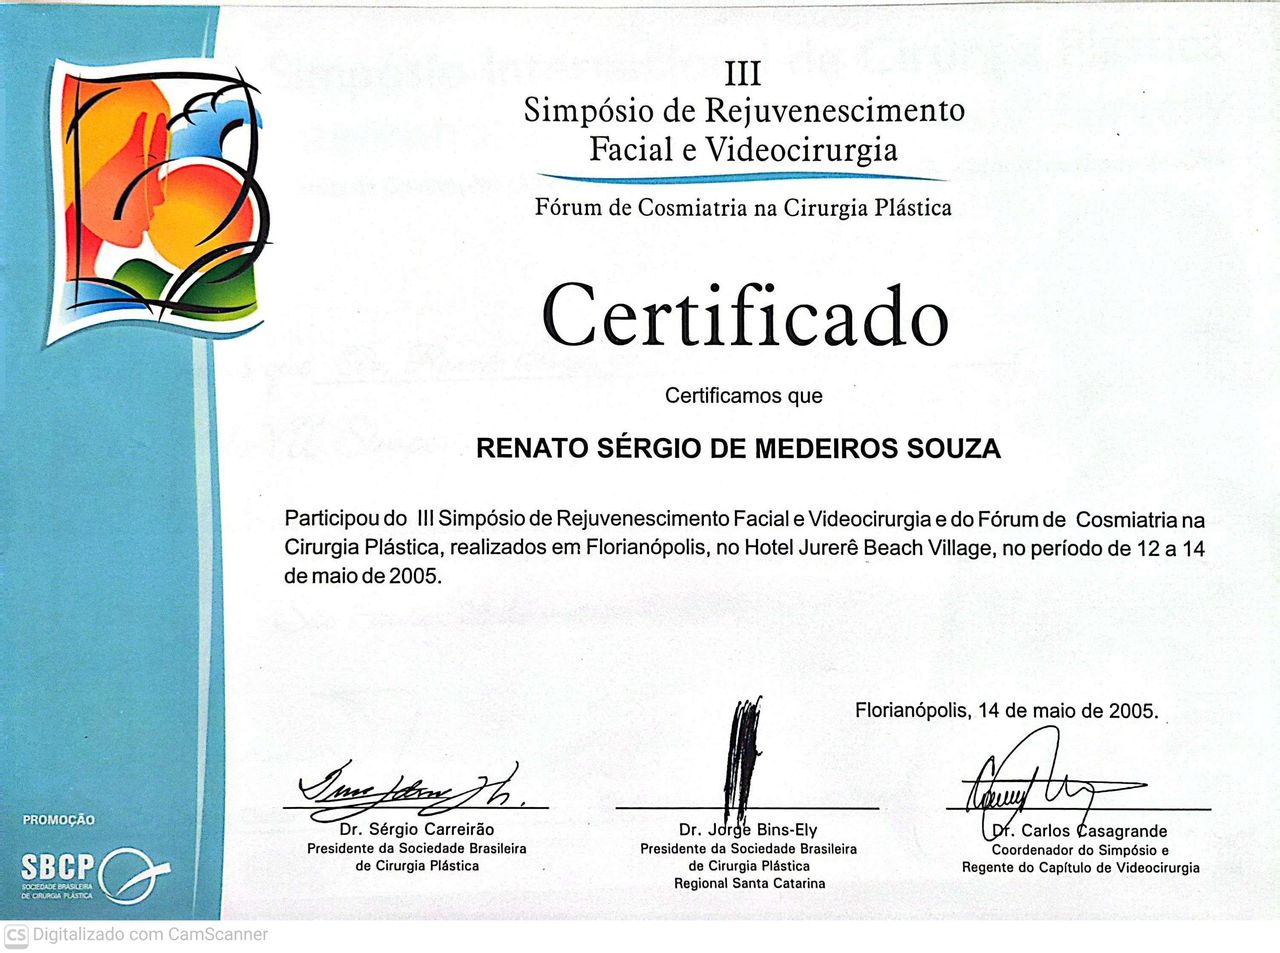 III
Simpósio de Rejuvenescimento
Facial e Videocirurgia
Fórum de Cosmiatria na Cirurgia Plástica
Certificado
Certificamos que
RENATO SÉRGIO DE MEDEIROS SOUZA
Participou do III Simpósio de Rejuvenescimento Facial e Videocirurgia e do Fórum de Cosmiatria na
Cirurgia Plástica, realizados em Florianópolis, no Hotel Jurerê Beach Village, no período de 12 a 14
de maio de 2005.
Florianópolis, 14 de maio de 2005.
Dr. Sérgio Carreirão
Presidente da Sociedade Brasileira
de Cirurgia Plástica
Dr. Jorge Bins-Ely
Presidente da Sociedade Brasileira
de Cirurgia Plástica
Regional Santa Catarina
Dr. Carlos Casagrande
Coordenador do Simpósio e
Regente do Capítulo de Videocirurgia
PROMOÇÃO
SBCP
SOCIEDADE BRASILEIRA
DE CIRURGIA PLÁSTICA
CS Digitalizado com CamScanner